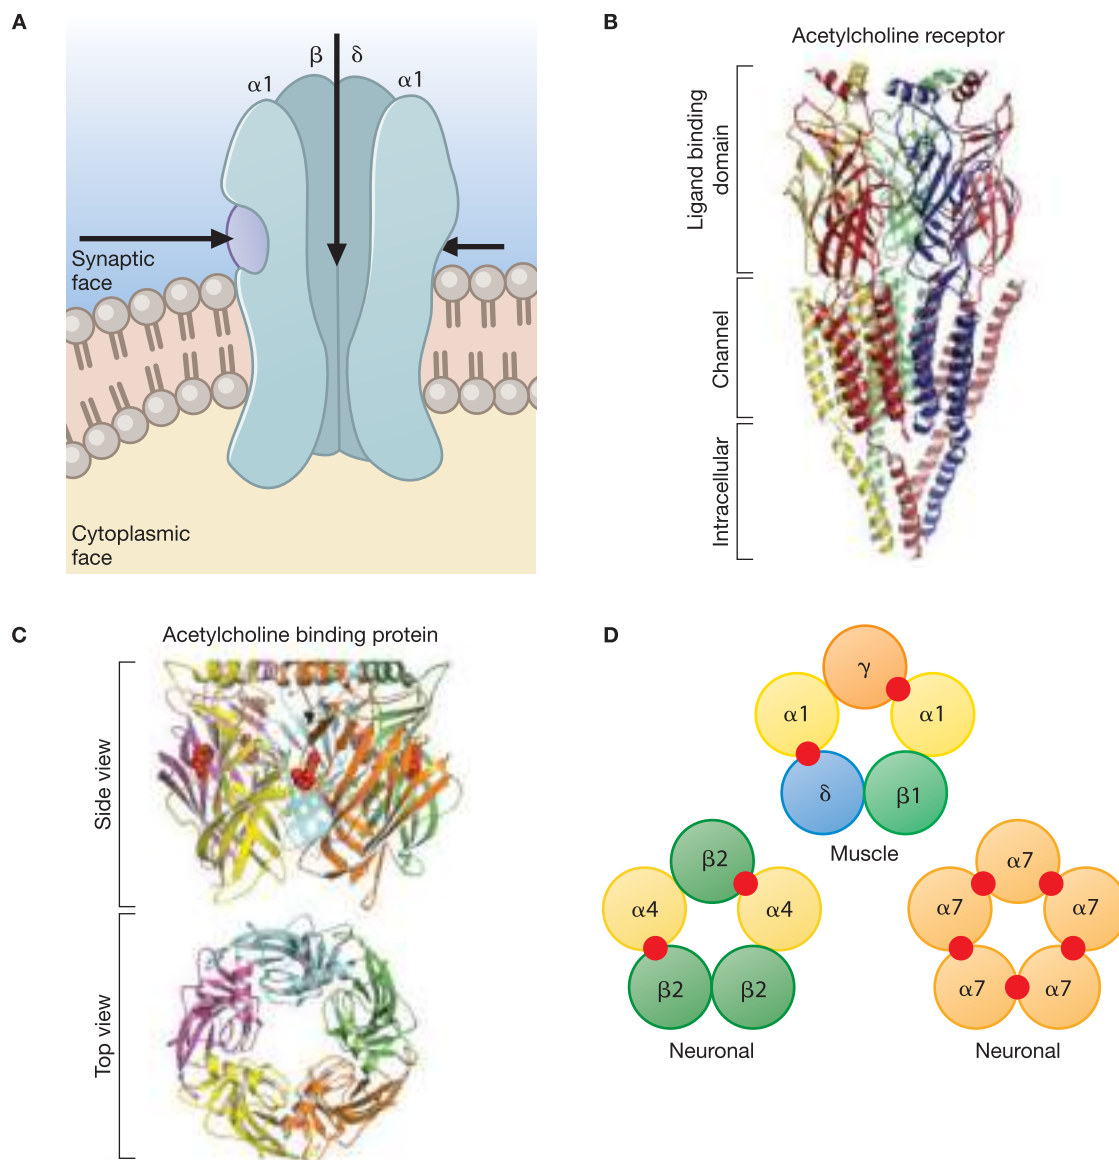 A
β
δ
α1
α1
Synaptic
face
Cytoplasmic
face
B
Acetylcholine receptor
Ligand binding
domain
Channel
Intracellular
C
Acetylcholine binding protein
Side view
Top view
D
γ
α1
α1
δ
β1
Muscle
β2
α4
α4
β2
β2
Neuronal
α7
α7
α7
α7
α7
Neuronal